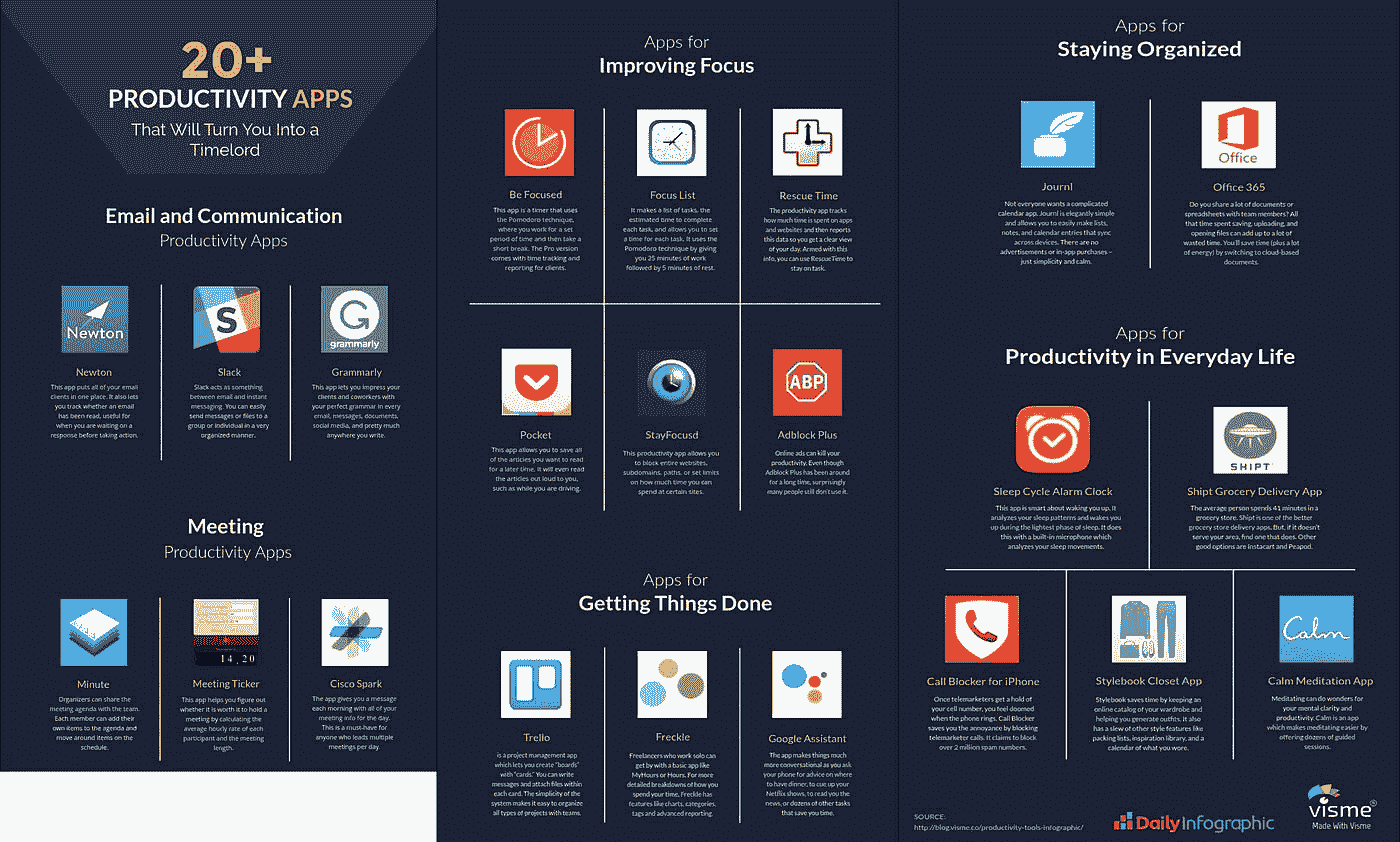 20+
PRODUCTIVITY APPS
That Will Turn You Into a
Timelord
Email and Communication
Productivity Apps
Newton
Newton
This app puts all of your email
clients in one place. It also lets
you track whether an email
has been read, useful for
when you are waiting on a
response before taking action.
S
Slack
Slack acts as something
between email and instant
messaging. You can easily
send messages or files to a
group or individual in a very
organized manner.
G
grammarly
Grammarly
This app lets you impress your
clients and coworkers with
your perfect grammar in every
email, messages, documents,
social media, and pretty much
anywhere you write.
Meeting
Productivity Apps
Minute
Organizers can share the
meeting agenda with the team.
Each member can add their
own items to the agenda and
move around items on the
schedule.
14,20
Meeting Ticker
This app helps you figure out
whether it is worth it to hold a
meeting by calculating the
average hourly rate of each
participant and the meeting
length.
Cisco Spark
The app gives you a message
each morning with all of your
meeting info for the day.
This is a must-have for
anyone who leads multiple
meetings per day.
Apps for
Improving Focus
Be Focused
This app is a timer that uses
the Pomodoro technique,
where you work for a set
period of time and then take a
short break. The Pro version
comes with time tracking and
reporting for clients.
Focus List
It makes a list of tasks, the
estimated time to complete
each task, and allows you to set
a time for each task. It uses the
Pomodoro technique by giving
you 25 minutes of work
followed by 5 minutes of rest.
Rescue Time
The productivity app tracks
how much time is spent on apps
and websites and then reports
this data so you get a clear view
of your day. Armed with this
info, you can use RescueTime to
stay on task.
Pocket
This app allows you to save all
of the articles you want to read
for a later time. It will even read
the articles out loud to you,
such as while you are driving.
StayFocusd
This productivity app allows you
to block entire websites,
subdomains, paths, or set limits
on how much time you can
spend at certain sites.
ABP
Adblock Plus
Online ads can kill your
productivity. Even though
Adblock Plus has been around
for a long time, surprisingly
many people still don't use it.
Apps for
Getting Things Done
Trello
is a project management app
which lets you create "boards"
with "cards." You can write
messages and attach files within
each card. The simplicity of the
system makes it easy to organize
all types of projects with teams.
Freckle
Freelancers who work solo can
get by with a basic app like
MyHours or Hours. For more
detailed breakdowns of how you
spend your time, Freckle has
features like charts, categories,
tags and advanced reporting.
Google Assistant
The app makes things much
more conversational as you ask
your phone for advice on where
to have dinner, to cue up your
Netflix shows, to read you the
news, or dozens of other tasks
that save you time.
Apps for
Staying Organized
Journl
Not everyone wants a complicated
calendar app. Journl is elegantly simple
and allows you to easily make lists,
notes, and calendar entries that sync
across devices. There are no
advertisements or in-app purchases –
just simplicity and calm.
Office
Office 365
Do you share a lot of documents or
spreadsheets with team members? All
that time spent saving, uploading, and
opening files can add up to a lot of
wasted time. You'll save time (plus a lot
of energy) by switching to cloud-based
documents.
Apps for
Productivity in Everyday Life
Sleep Cycle Alarm Clock
This app is smart about waking you up. It
analyzes your sleep patterns and wakes you
up during the lightest phase of sleep. It does
this with a built-in microphone which
analyzes your sleep movements.
SHIPT
Shipt Grocery Delivery App
The average person spends 41 minutes in a
grocery store. Shipt is one of the better
grocery store delivery apps. But, if it doesn't
serve your area, find one that does. Other
good options are Instacart and Peapod.
Call Blocker for iPhone
Once telemarketers get a hold of
your cell number, you feel doomed
when the phone rings. Call Blocker
saves you the annoyance by blocking
telemarketer calls. It claims to block
over 2 million spam numbers.
Stylebook Closet App
Stylebook saves time by keeping an
online catalog of your wardrobe and
helping you generate outfits. It also
has a slew of other style features like
packing lists, inspiration library, and a
calendar of what you wore.
Calm
Calm Meditation App
Meditating can do wonders for
your mental clarity and
productivity. Calm is an app
which makes meditating easier by
offering dozens of guided
sessions.
SOURCE:
http://blog.visme.co/productivity-tools-infographic/
DailyInfographic
visme®
Made With Visme